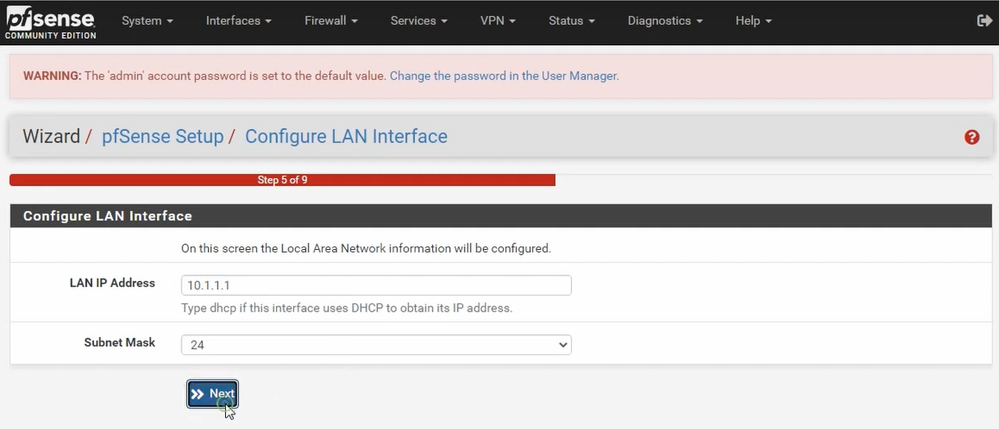 pfsense
COMMUNITY EDITION
System
Interfaces
Firewall
Services
VPN
Status
Diagnostics
Help
WARNING: The 'admin' account password is set to the default value. Change the password in the User Manager.
Wizard / pfSense Setup / Configure LAN Interface
Step 5 of 9
Configure LAN Interface
On this screen the Local Area Network information will be configured.
LAN IP Address
10.1.1.1
Type dhcp if this interface uses DHCP to obtain its IP address.
Subnet Mask
24
Next